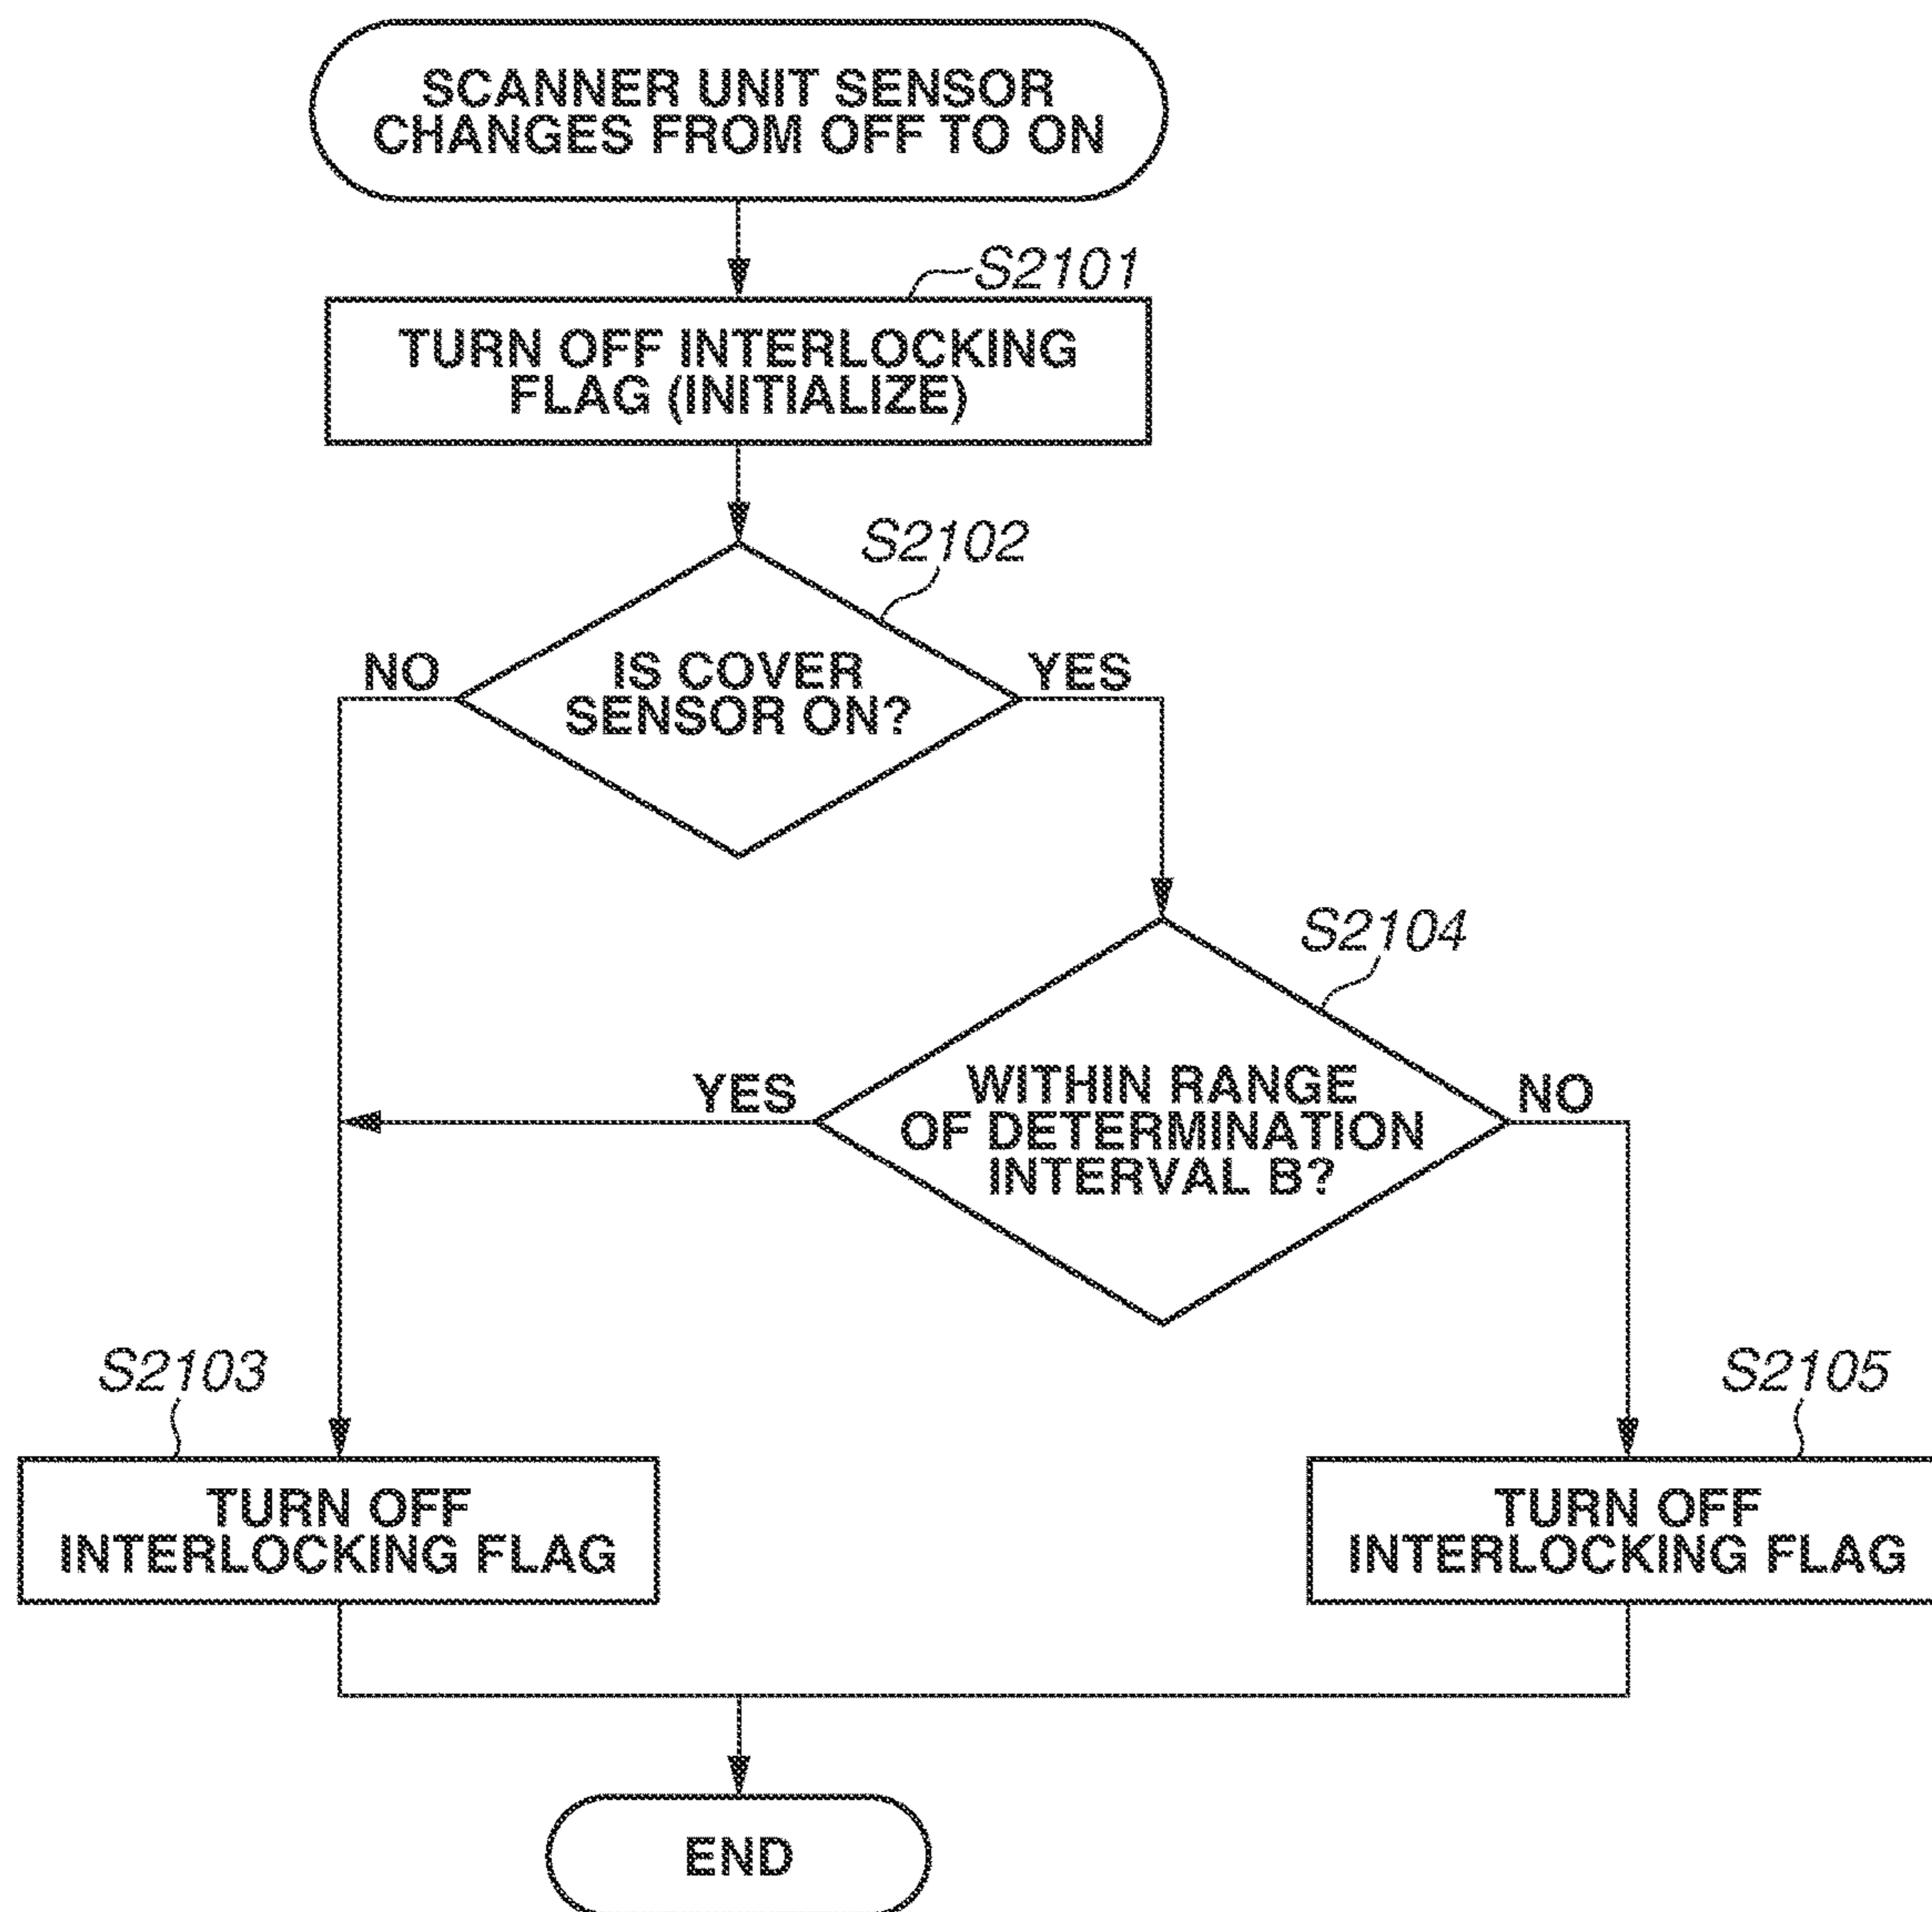 SCANNER UNIT SENSOR
CHANGES FROM OFF TO ON
S2101
TURN OFF INTERLOCKING
FLAG (INITIALIZE)
S2102
NO
IS COVER
SENSOR ON?
YES
S2104
YES
WITHIN RANGE
OF DETERMINATION
INTERVAL B?
NO
S2103
S2105
TURN OFF
INTERLOCKING FLAG
TURN OFF
INTERLOCKING FLAG
END